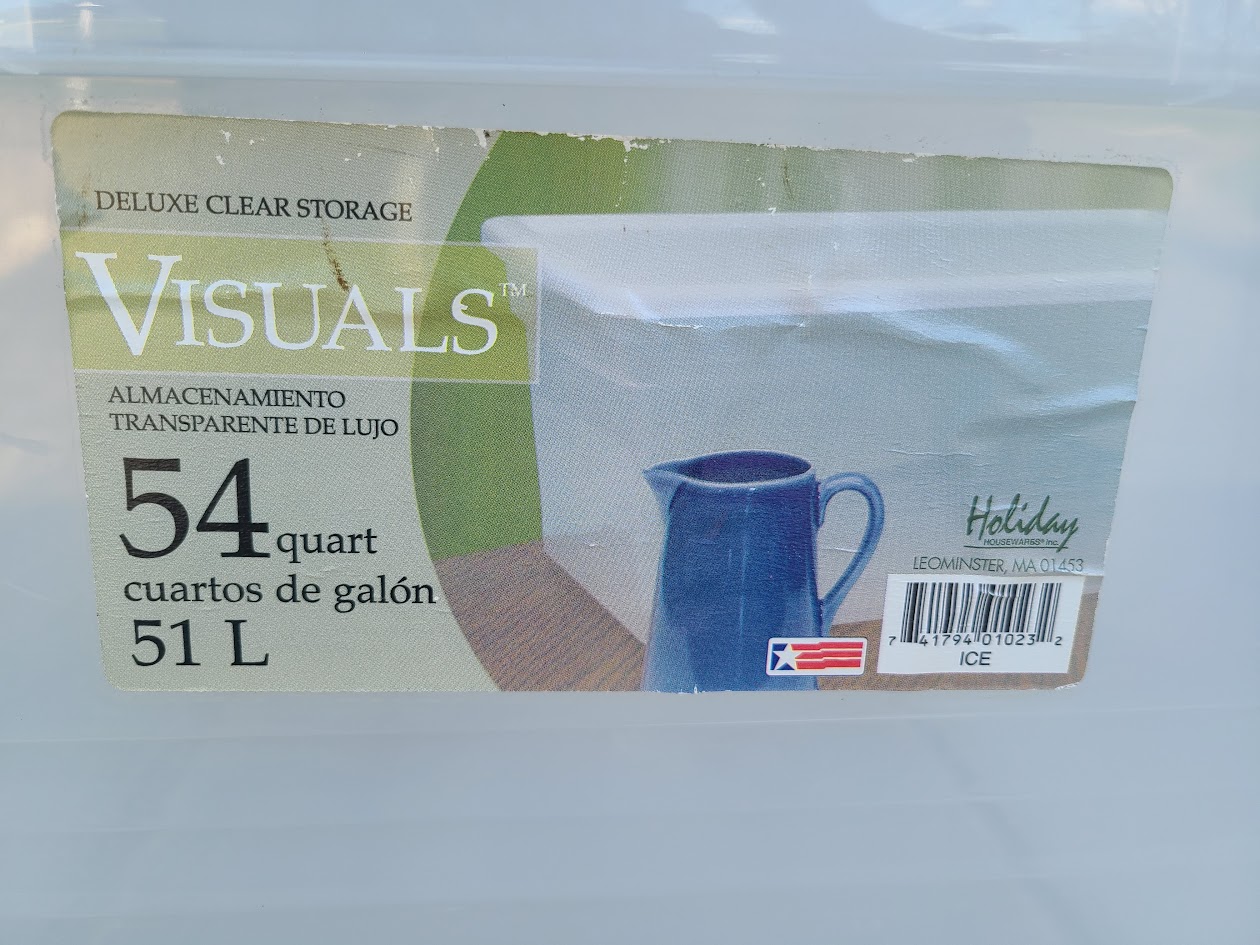 DELUXE CLEAR STORAGE
VISUALS™
ALMACENAMIENTO
TRANSPARENTE DE LUJO
54 quart
cuartos de galón
51 L
Holiday
HOUSEWARES® Inc.
LEOMINSTER, MA 01453
7 41794 01023 2
ICE